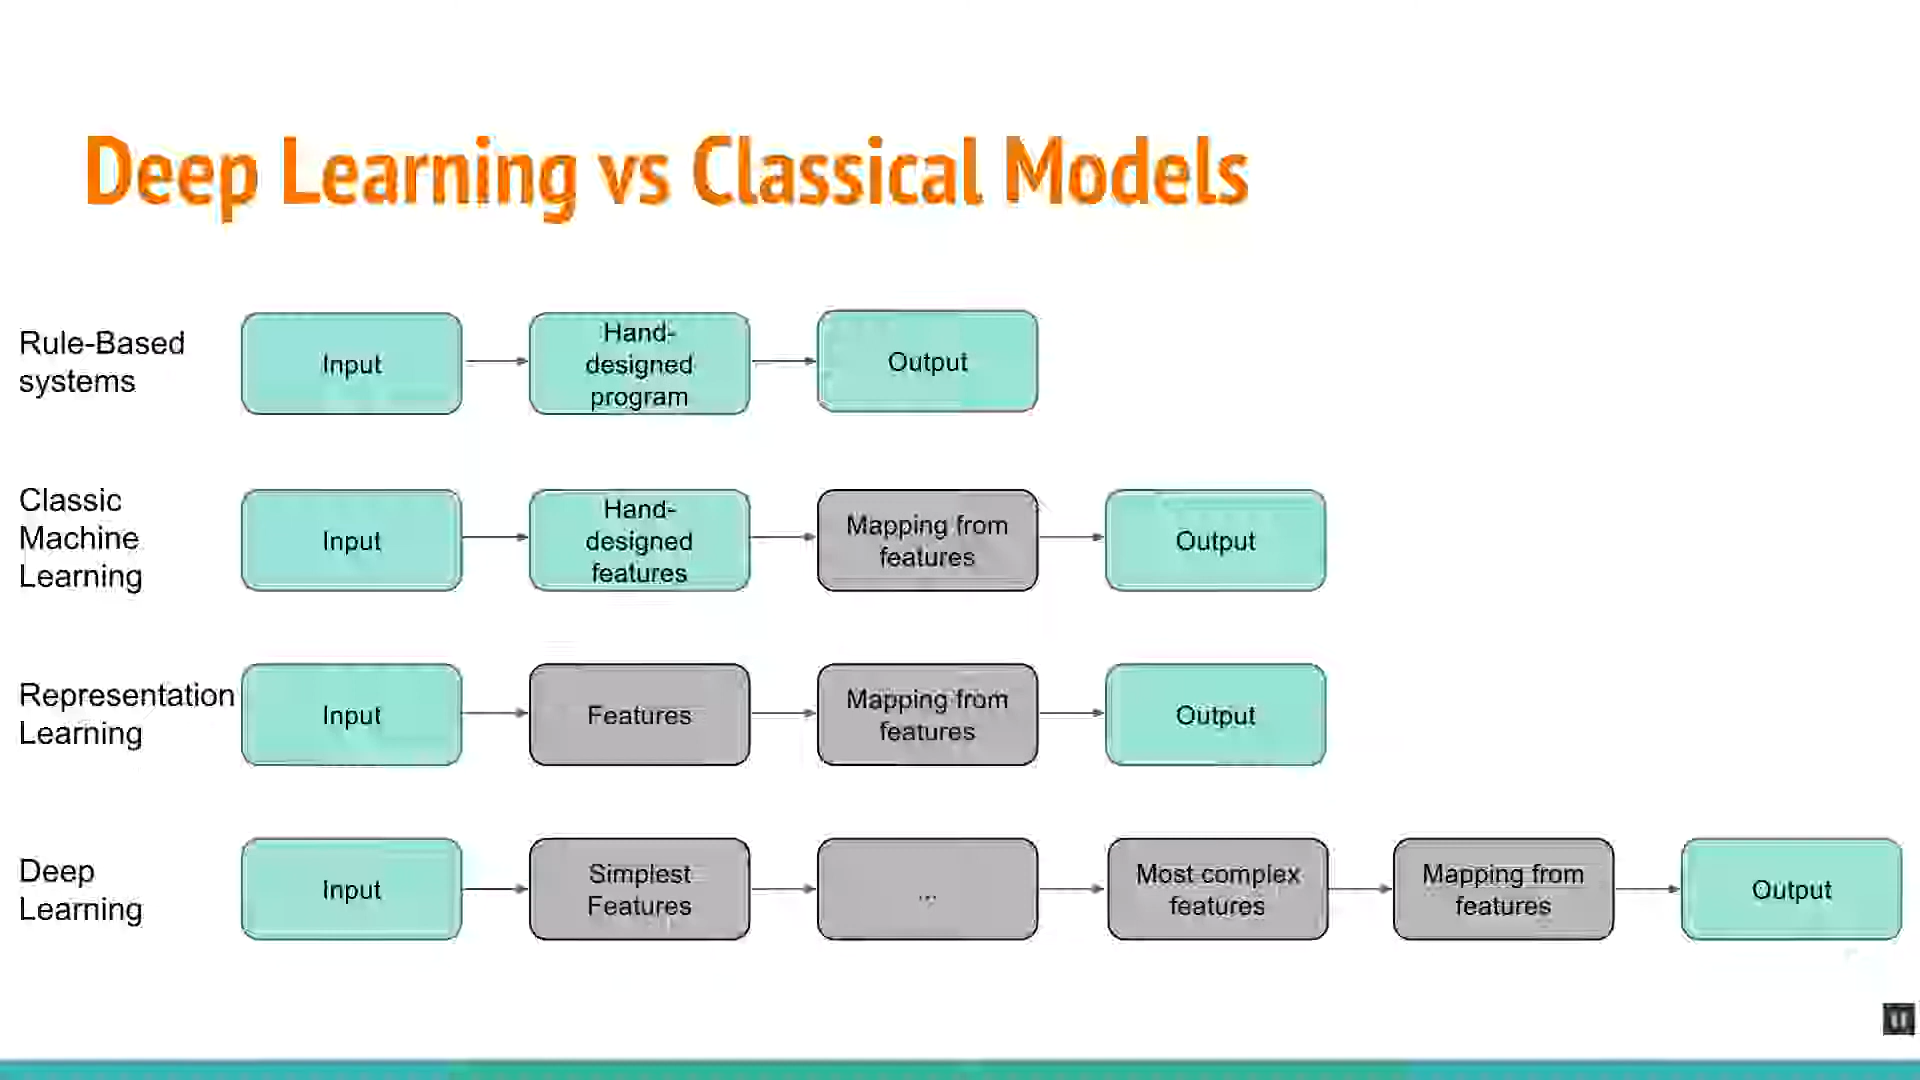 Deep Learning vs Classical Models
Rule-Based
systems
Input
Hand-
designed
program
Output
Classic
Machine
Learning
Input
Hand-
designed
features
Mapping from
features
Output
Representation
Learning
Input
Features
Mapping from
features
Output
Deep
Learning
Input
Simplest
Features
...
Most complex
features
Mapping from
features
Output